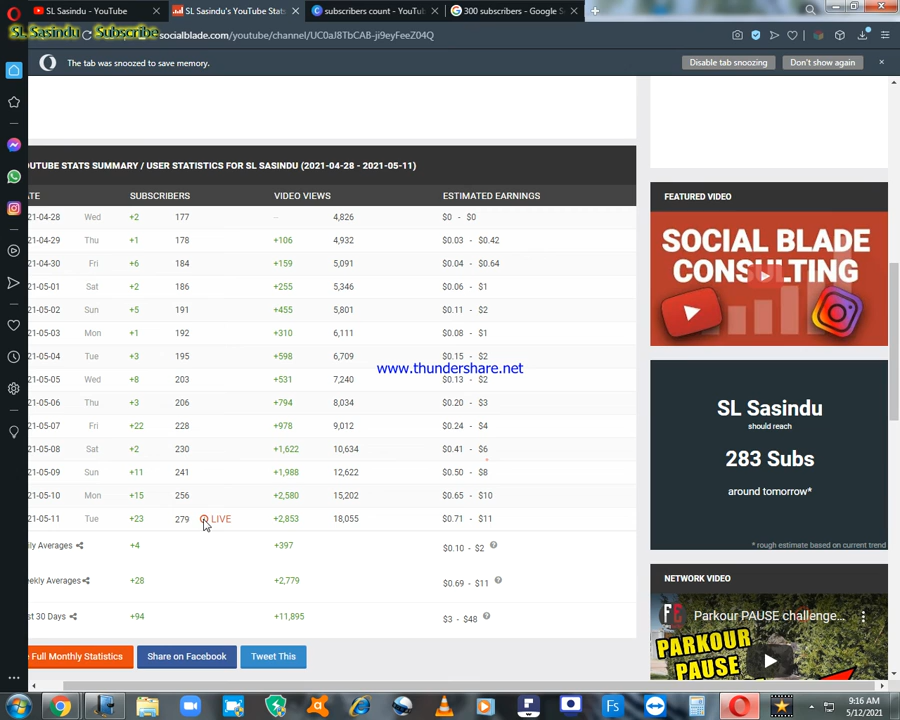 SL Sasindu - YouTube
SL Sasindu's YouTube Stats
subscribers count - YouTube
300 subscribers - Google S
SL Sasindu Subscribe
socialblade.com/youtube/channel/UC0aJ8TbCAB-ji9eyFeeZ04Q
The tab was snoozed to save memory.
Disable tab snoozing
Don't show again
OUTUBE STATS SUMMARY / USER STATISTICS FOR SL SASINDU (2021-04-28 - 2021-05-11)
ATE SUBSCRIBERS VIDEO VIEWS ESTIMATED EARNINGS
21-04-28 Wed +2 177 -- 4,826 $0 - $0
21-04-29 Thu +1 178 +106 4,932 $0.03 - $0.42
21-04-30 Fri +6 184 +159 5,091 $0.04 - $0.64
21-05-01 Sat +2 186 +255 5,346 $0.06 - $1
21-05-02 Sun +5 191 +455 5,801 $0.11 - $2
21-05-03 Mon +1 192 +310 6,111 $0.08 - $1
21-05-04 Tue +3 195 +598 6,709 $0.15 - $2
21-05-05 Wed +8 203 +531 7,240 $0.13 - $2
21-05-06 Thu +3 206 +794 8,034 $0.20 - $3
21-05-07 Fri +22 228 +978 9,012 $0.24 - $4
21-05-08 Sat +2 230 +1,622 10,634 $0.41 - $6
21-05-09 Sun +11 241 +1,988 12,622 $0.50 - $8
21-05-10 Mon +15 256 +2,580 15,202 $0.65 - $10
21-05-11 Tue +23 279 LIVE +2,853 18,055 $0.71 - $11
ily Averages +4 +397 $0.10 - $2
eekly Averages +28 +2,779 $0.69 - $11
st 30 Days +94 +11,895 $3 - $48
e Full Monthly Statistics
Share on Facebook
Tweet This
www.thundershare.net
FEATURED VIDEO
SOCIAL BLADE
CONSULTING
SL Sasindu
should reach
283 Subs
around tomorrow*
* rough estimate based on current trend
NETWORK VIDEO
FE Parkour PAUSE challenge...
PARKOUR
PAUSE
Fs
9:16 AM
5/12/2021